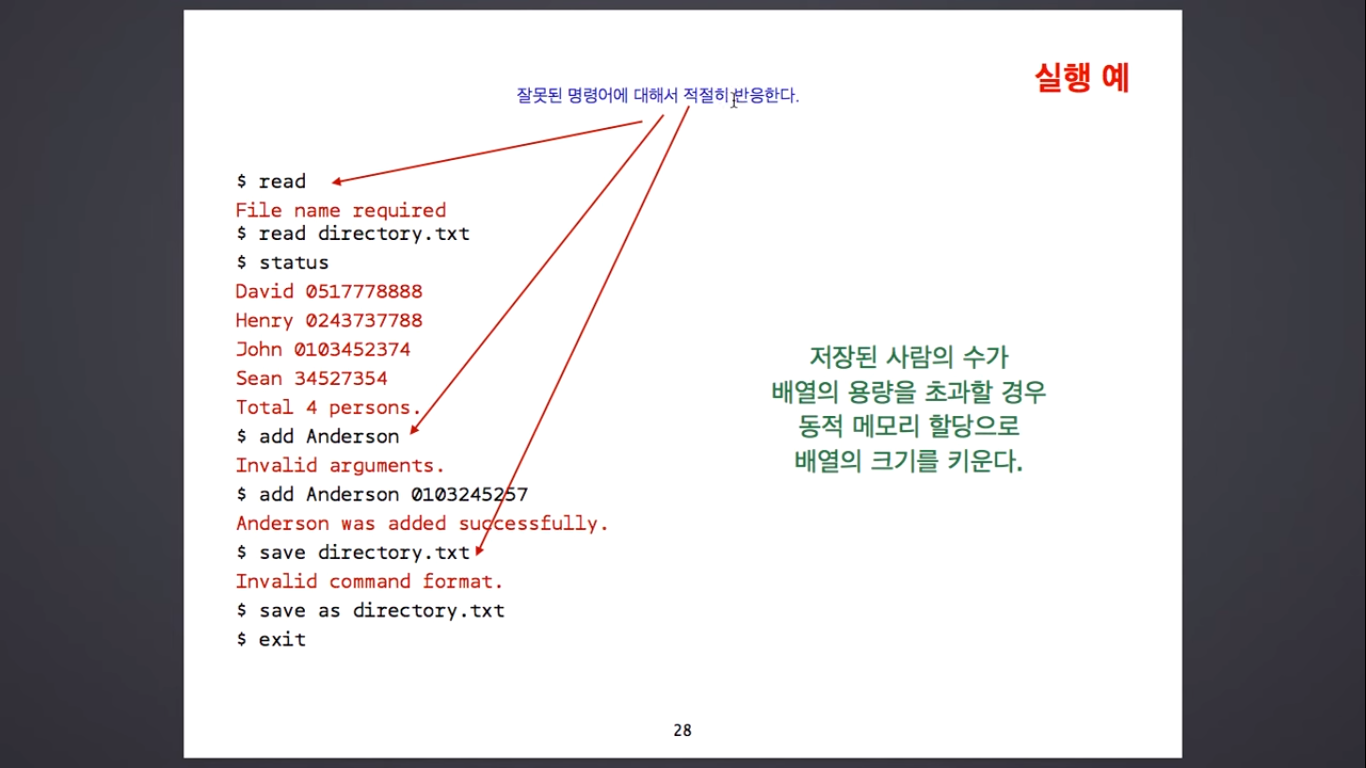 실행 예
잘못된 명령어에 대해서 적절히 반응한다.
$ read
File name required
$ read directory.txt
$ status
David 0517778888
Henry 0243737788
John 0103452374
Sean 34527354
Total 4 persons.
$ add Anderson
Invalid arguments.
$ add Anderson 0103245257
Anderson was added successfully.
$ save directory.txt
Invalid command format.
$ save as directory.txt
$ exit
저장된 사람의 수가
배열의 용량을 초과할 경우
동적 메모리 할당으로
배열의 크기를 키운다.
28